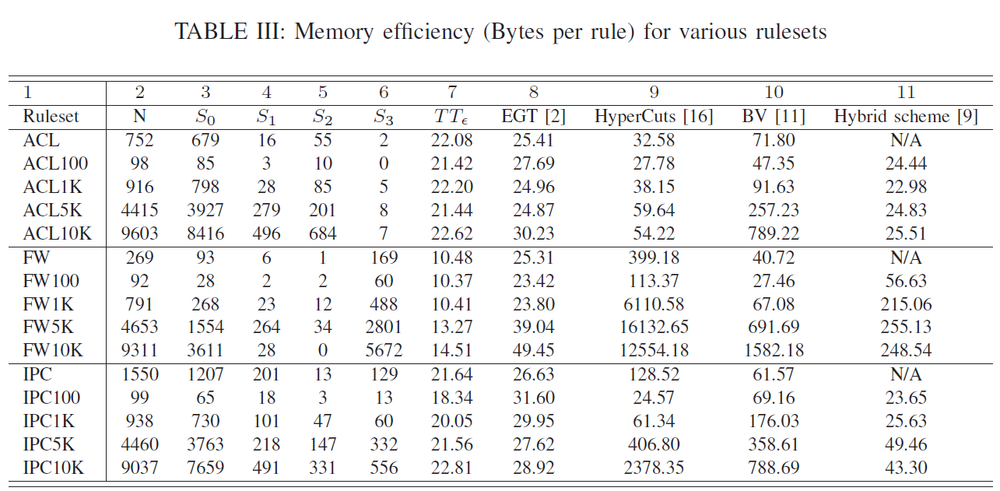 TABLE III: Memory efficiency (Bytes per rule) for various rulesets
1 2 3 4 5 6 7 8 9 10 11
Ruleset N S₀ S₁ S₂ S₃ TTϵ EGT [2] HyperCuts [16] BV [11] Hybrid scheme [9]
ACL 752 679 16 55 2 22.08 25.41 32.58 71.80 N/A
ACL100 98 85 3 10 0 21.42 27.69 27.78 47.35 24.44
ACL1K 916 798 28 85 5 22.20 24.96 38.15 91.63 22.98
ACL5K 4415 3927 279 201 8 21.44 24.87 59.64 257.23 24.83
ACL10K 9603 8416 496 684 7 22.62 30.23 54.22 789.22 25.51
FW 269 93 6 1 169 10.48 25.31 399.18 40.72 N/A
FW100 92 28 2 2 60 10.37 23.42 113.37 27.46 56.63
FW1K 791 268 23 12 488 10.41 23.80 6110.58 67.08 215.06
FW5K 4653 1554 264 34 2801 13.27 39.04 16132.65 691.69 255.13
FW10K 9311 3611 28 0 5672 14.51 49.45 12554.18 1582.18 248.54
IPC 1550 1207 201 13 129 21.64 26.63 128.52 61.57 N/A
IPC100 99 65 18 3 13 18.34 31.60 24.57 69.16 23.65
IPC1K 938 730 101 47 60 20.05 29.95 61.34 176.03 25.63
IPC5K 4460 3763 218 147 332 21.56 27.62 406.80 358.61 49.46
IPC10K 9037 7659 491 331 556 22.81 28.92 2378.35 788.69 43.30